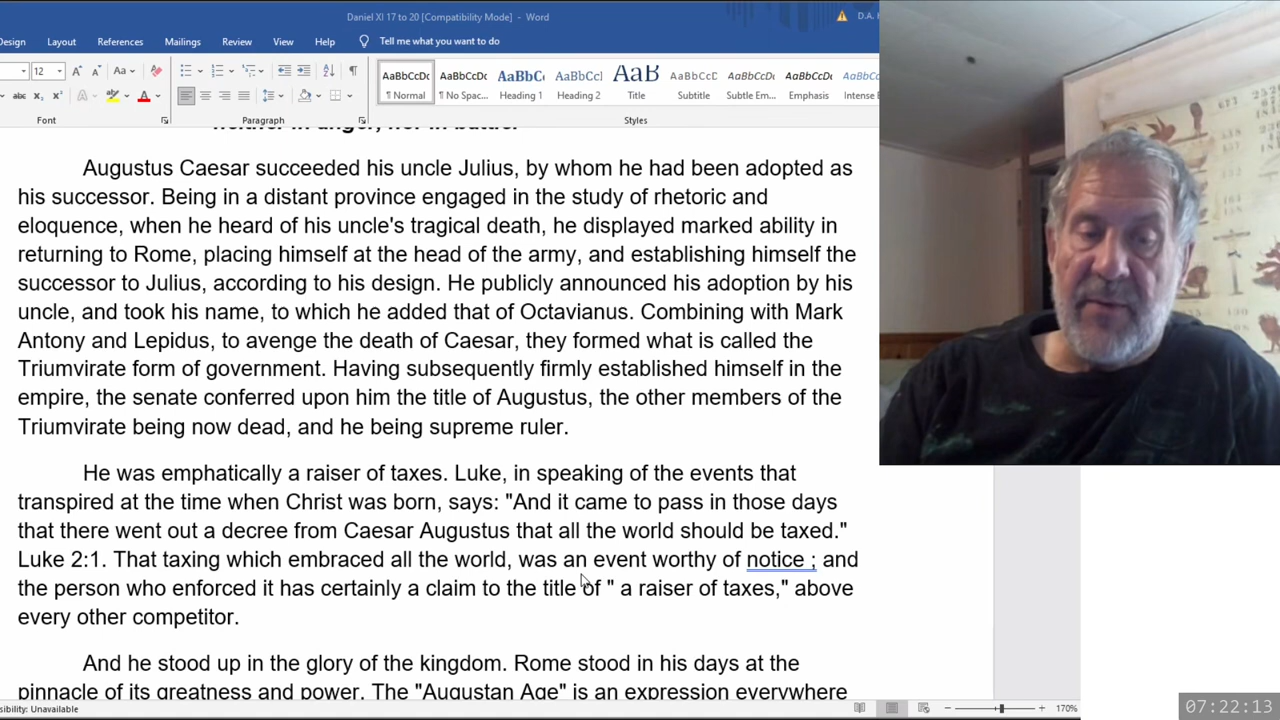 Daniel XI 17 to 20 [Compatibility Mode] - Word
D.A.
Design Layout References Mailings Review View Help Tell me what you want to do
12 A A Aa
AaBbCcDc AaBbCcDc AaBbC AaBbCcl AaB AaBbCcD AaBbCcDc AaBbCcDc AaBbCcDc
¶ Normal ¶ No Spac... Heading 1 Heading 2 Title Subtitle Subtle Em... Emphasis Intense E
Font Paragraph Styles
neither in anger, nor in battle.
Augustus Caesar succeeded his uncle Julius, by whom he had been adopted as
his successor. Being in a distant province engaged in the study of rhetoric and
eloquence, when he heard of his uncle's tragical death, he displayed marked ability in
returning to Rome, placing himself at the head of the army, and establishing himself the
successor to Julius, according to his design. He publicly announced his adoption by his
uncle, and took his name, to which he added that of Octavianus. Combining with Mark
Antony and Lepidus, to avenge the death of Caesar, they formed what is called the
Triumvirate form of government. Having subsequently firmly established himself in the
empire, the senate conferred upon him the title of Augustus, the other members of the
Triumvirate being now dead, and he being supreme ruler.
He was emphatically a raiser of taxes. Luke, in speaking of the events that
transpired at the time when Christ was born, says: "And it came to pass in those days
that there went out a decree from Caesar Augustus that all the world should be taxed."
Luke 2:1. That taxing which embraced all the world, was an event worthy of notice ; and
the person who enforced it has certainly a claim to the title of " a raiser of taxes," above
every other competitor.
And he stood up in the glory of the kingdom. Rome stood in his days at the
pinnacle of its greatness and power. The "Augustan Age" is an expression everywhere
sibility: Unavailable
170%
07:22:13